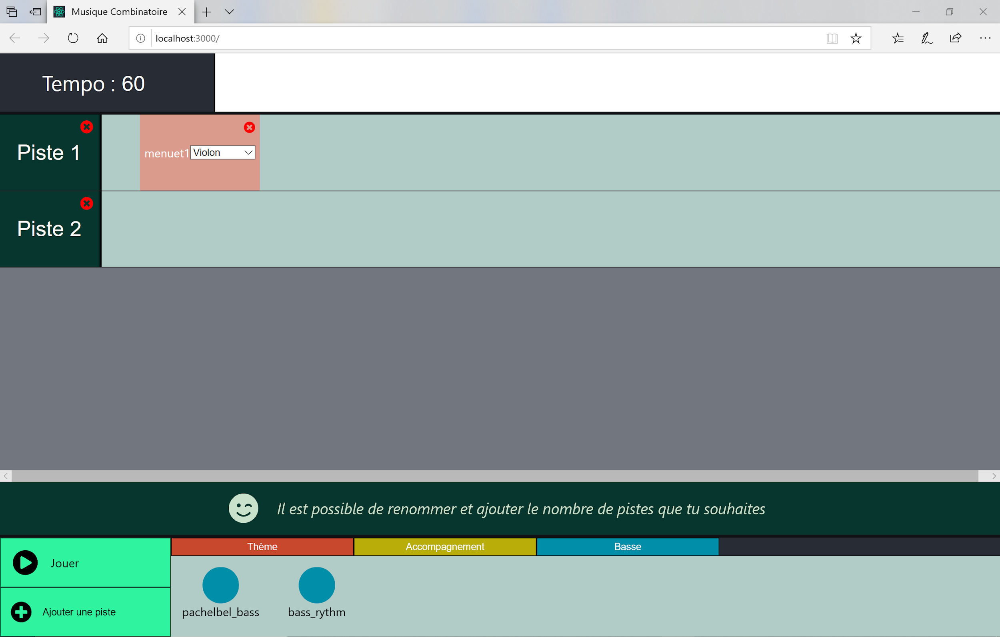 Musique Combinatoire
localhost:3000/
Tempo : 60
Piste 1
menuet1 Violon
Piste 2
Il est possible de renommer et ajouter le nombre de pistes que tu souhaites
Thème Accompagnement Basse
Jouer
Ajouter une piste
pachelbel_bass bass_rythm